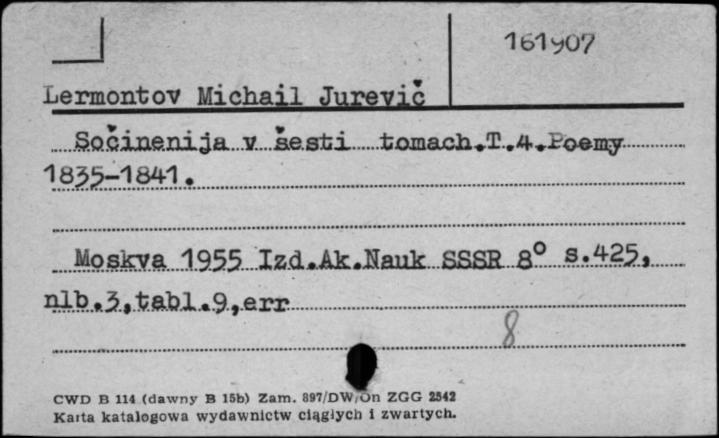 161907
Lermontov Michail Jurevič
Sočinenija v šesti tomach.T.4.Poemy
1835-1841.
Moskva 1955 Izd.Ak.Nauk SSSR 8° s.425,
nlb.3,tabl.9,err
8
CWD B 114 (dawny B 15b) Zam. 897/DW/On ZGG 2542
Karta katalogowa wydawnictw ciągłych i zwartych.